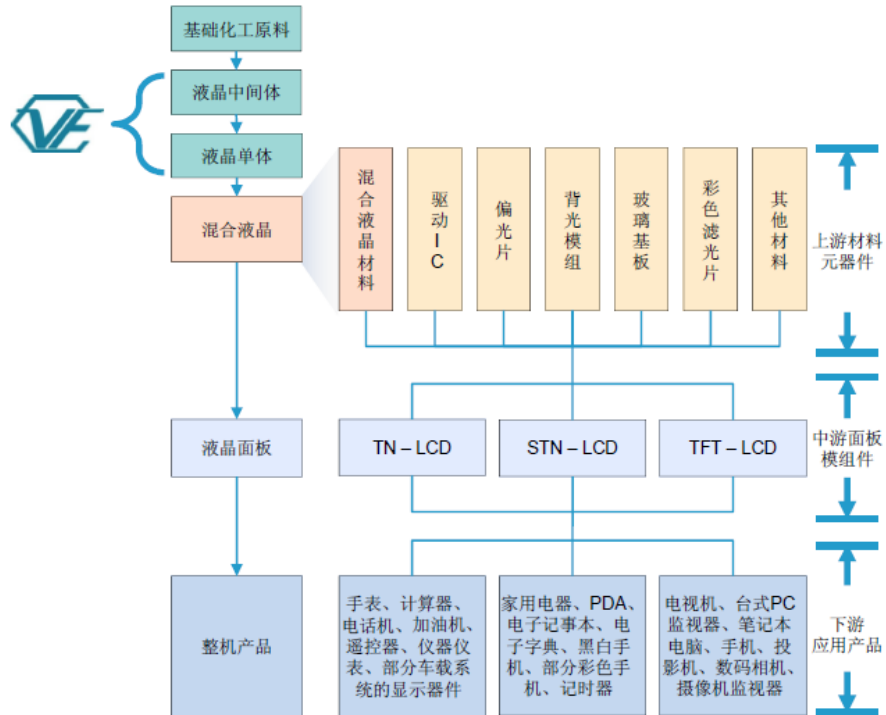 基础化工原料
液晶中间体
VE
液晶单体
混合液晶
混合液晶材料
驱动IC
偏光片
背光模组
玻璃基板
彩色滤光片
其他材料
上游材料
元器件
液晶面板
TN – LCD
STN – LCD
TFT – LCD
中游面板
模组件
整机产品
手表、计算器、
电话机、加油机、
遥控器、仪器仪
表、部分车载系
统的显示器件
家用电器、PDA、
电子记事本、电
子字典、黑白手
机、部分彩色手
机、记时器
电视机、台式PC
监视器、笔记本
电脑、手机、投
影机、数码相机、
摄像机监视器
下游
应用产品